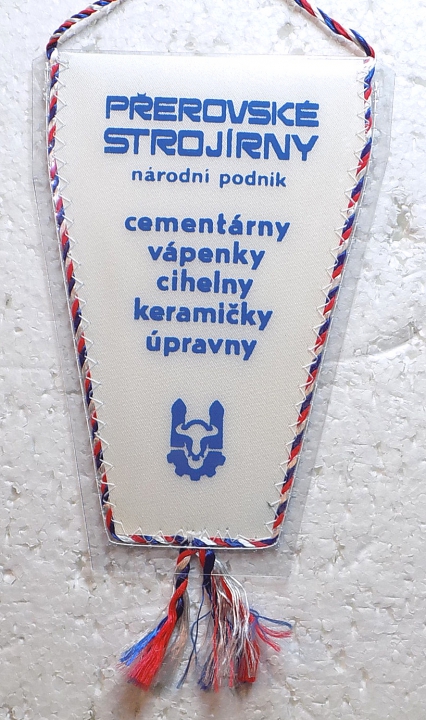 PŘEROVSKÉ
STROJÍRNY
národní podnik
cementárny
vápenky
cihelny
keramičky
úpravny